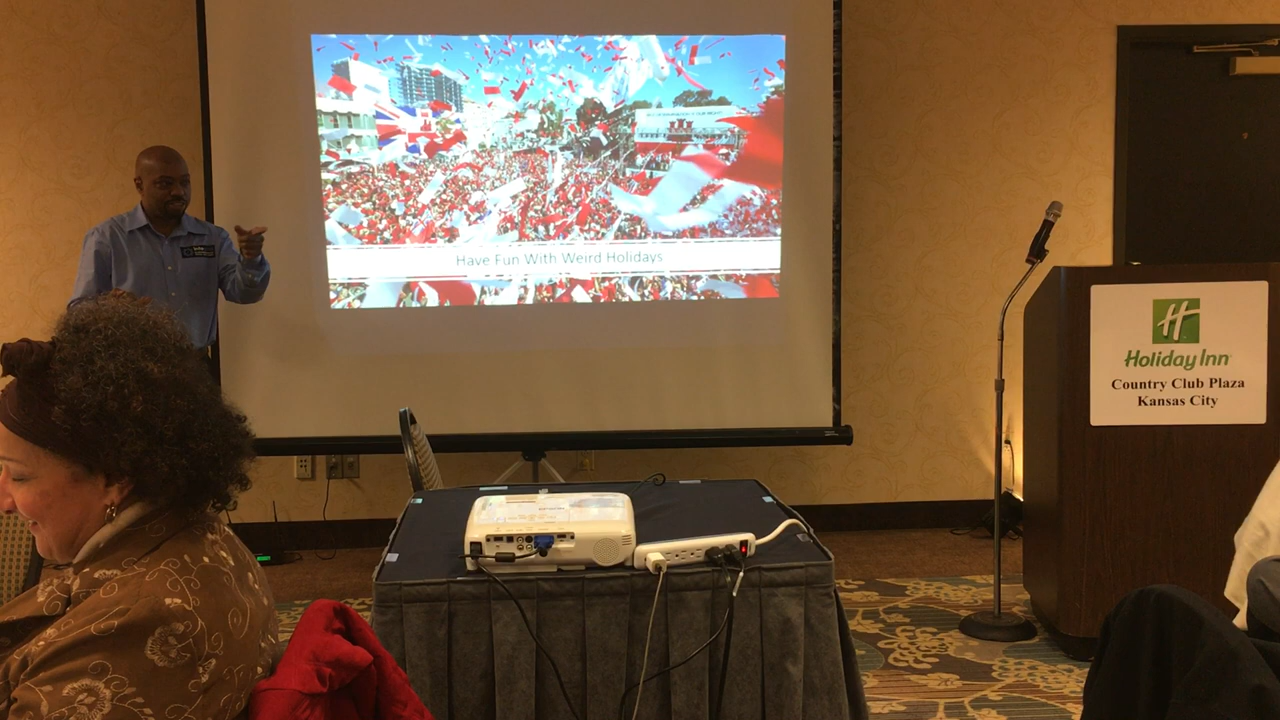 Have Fun With Weird Holidays
H
Holiday Inn
Country Club Plaza
Kansas City